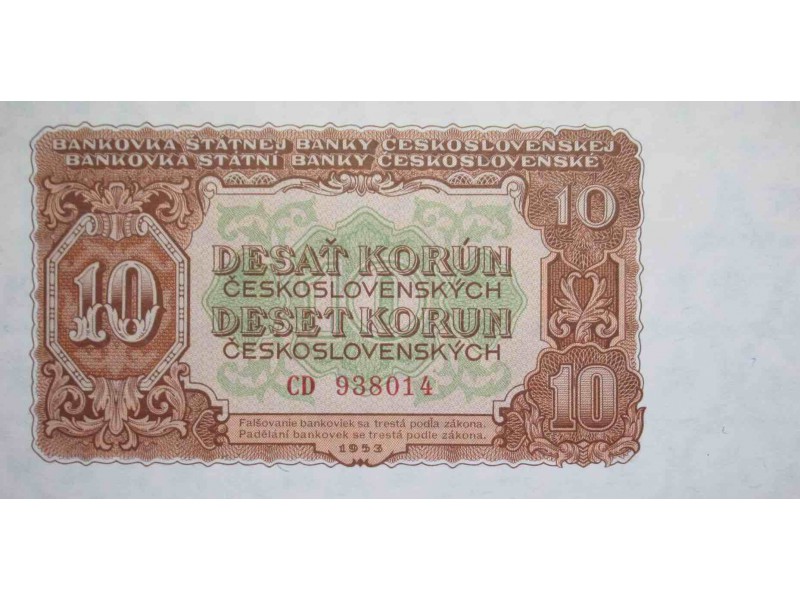 BANKOVKA ŠTÁTNEJ BANKY ČESKOSLOVENSKEJ
BANKOVKA STÁTNÍ BANKY ČESKOSLOVENSKÉ
10
10
DESAŤ KORÚN
ČESKOSLOVENSKÝCH
DESET KORUN
ČESKOSLOVENSKÝCH
CD 938014
10
Falšovanie bankoviek sa trestá podľa zákona.
Padělání bankovek se trestá podle zákona.
1953